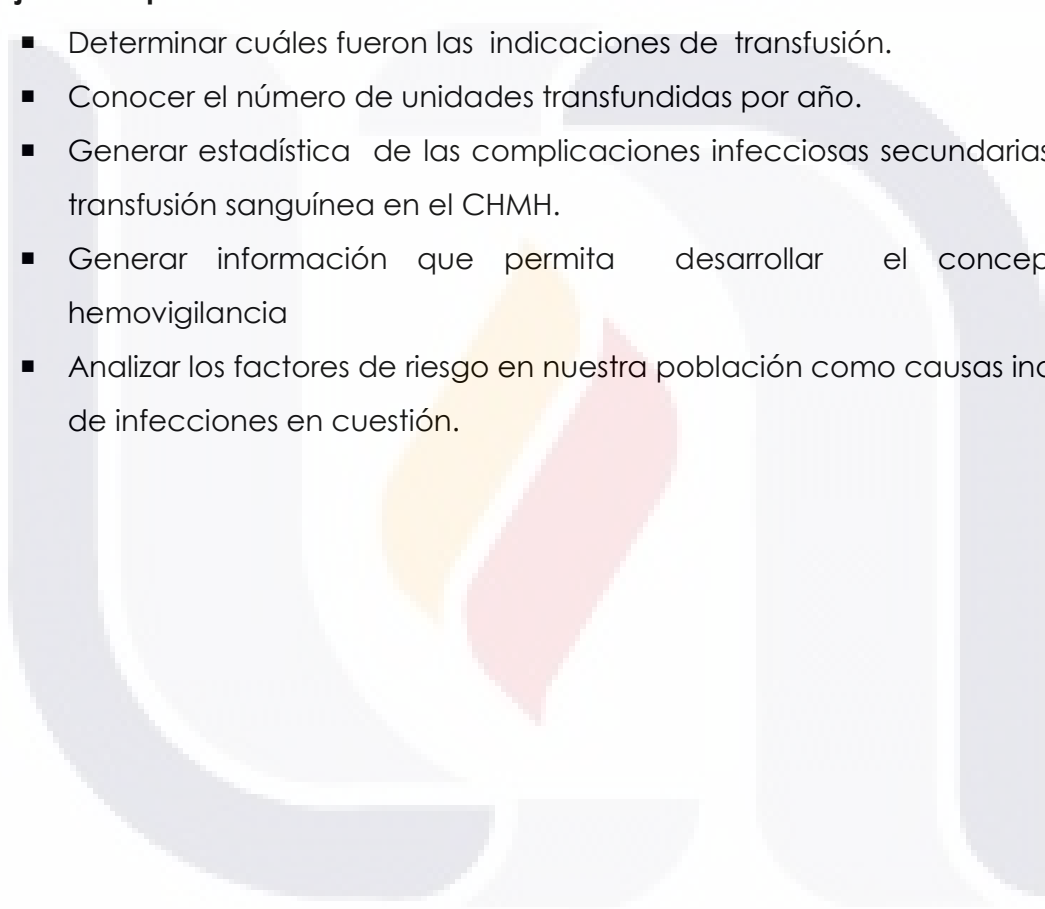 ■ Determinar cuáles fueron las indicaciones de transfusión.
■ Conocer el número de unidades transfundidas por año.
■ Generar estadística de las complicaciones infecciosas secundarias
transfusión sanguínea en el CHMH.
■ Generar información que permita desarrollar el concep
hemovigilancia
■ Analizar los factores de riesgo en nuestra población como causas
de infecciones en cuestión.